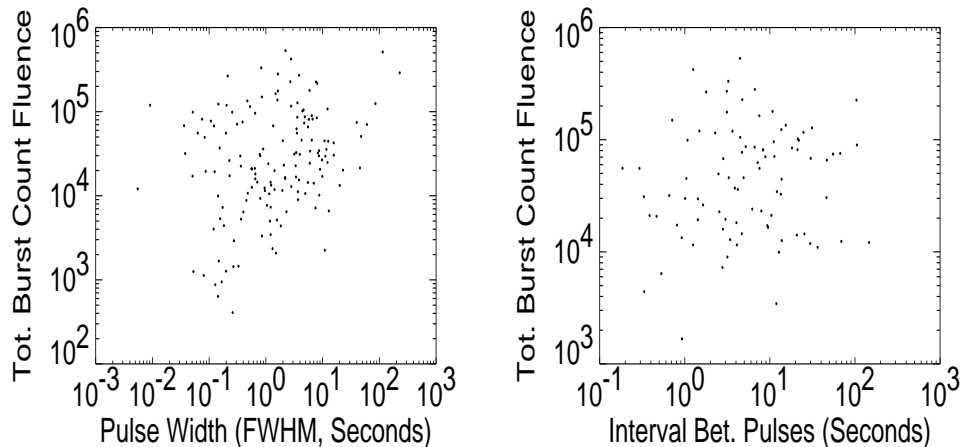 Tot. Burst Count Fluence
10^6
10^5
10^4
10^3
10^2
10^-3 10^-2 10^-1 10^0 10^1 10^2 10^3
Pulse Width (FWHM, Seconds)
Tot. Burst Count Fluence
10^6
10^5
10^4
10^3
10^-1 10^0 10^1 10^2 10^3
Interval Bet. Pulses (Seconds)